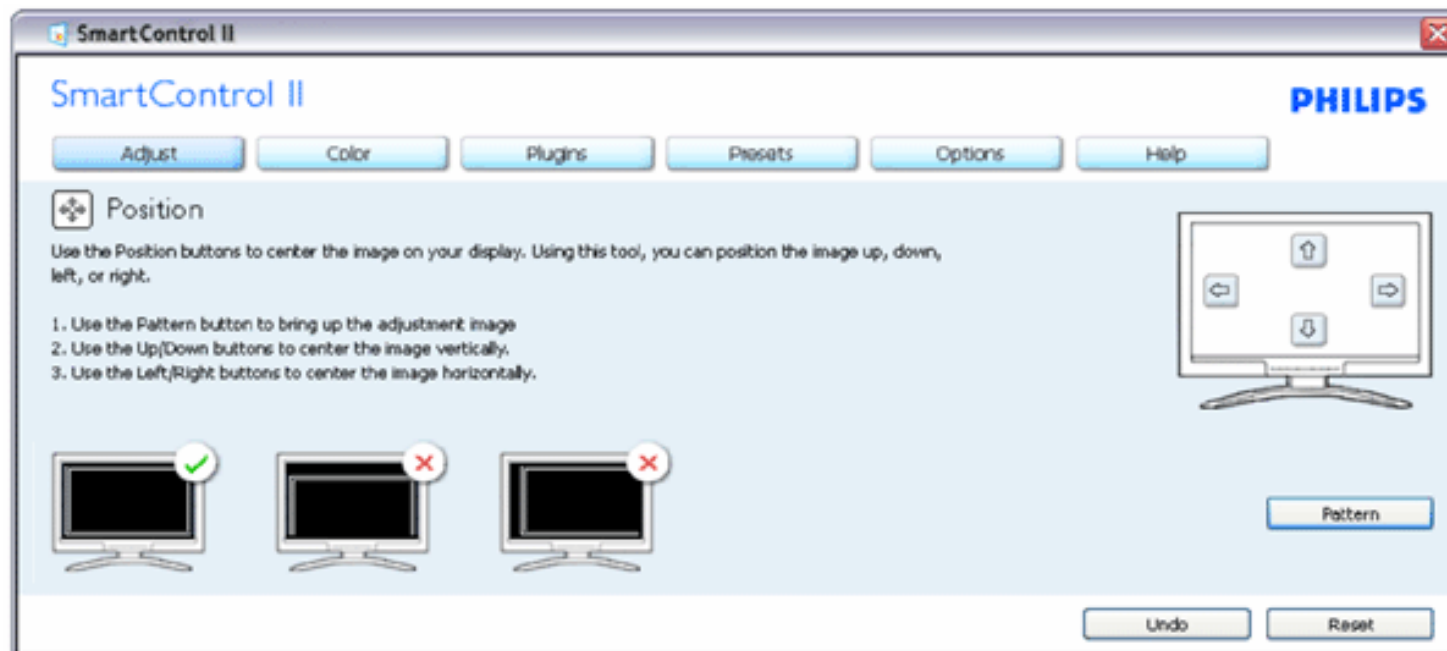 SmartControl II
SmartControl II
PHILIPS
Adjust
Color
Plugins
Presets
Options
Help
Position
Use the Position buttons to center the image on your display. Using this tool, you can position the image up, down,
left, or right.
1. Use the Pattern button to bring up the adjustment image
2. Use the Up/Down buttons to center the image vertically.
3. Use the Left/Right buttons to center the image horizontally.
Pattern
Undo
Reset